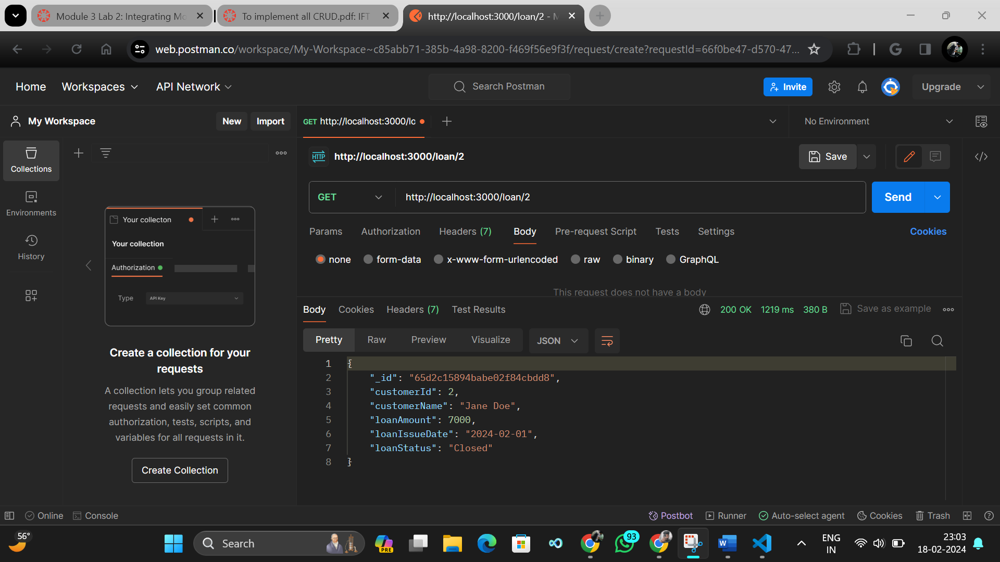 Module 3 Lab 2: Integrating Mo
To implement all CRUD.pdf: IFT
http://localhost:3000/loan/2 - M
web.postman.co/workspace/My-Workspace~c85abb71-385b-4a98-8200-f469f56e9f3f/request/create?requestId=66f0be47-d570-47...
Home Workspaces API Network Search Postman Invite Upgrade
My Workspace New Import GET http://localhost:3000/lo No Environment
Collections
HTTP http://localhost:3000/loan/2 Save
Environments
GET http://localhost:3000/loan/2 Send
Your collecton
Params Authorization Headers (7) Body Pre-request Script Tests Settings Cookies
Your collection
History
none form-data x-www-form-urlencoded raw binary GraphQL
Authorization
This request does not have a body
Type API Key
Body Cookies Headers (7) Test Results 200 OK 1219 ms 380 B Save as example
Pretty Raw Preview Visualize JSON
Create a collection for your
requests
A collection lets you group related
requests and easily set common
authorization, tests, scripts, and
variables for all requests in it.
Create Collection
1 {
2 "_id": "65d2c15894babe02f84cbdd8",
3 "customerId": 2,
4 "customerName": "Jane Doe",
5 "loanAmount": 7000,
6 "loanIssueDate": "2024-02-01",
7 "loanStatus": "Closed"
8 }
Online Console Postbot Runner Auto-select agent Cookies Trash
56°
Search
PRE
93
ENG
IN
23:03
18-02-2024